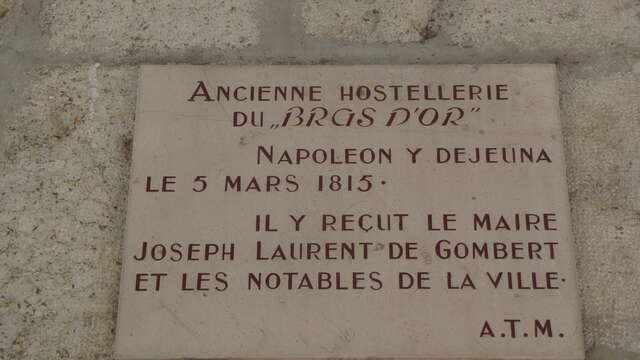 ANCIENNE HOSTELLERIE
DU „BRAS D'OR"
NAPOLEON Y DEJEUNA
LE 5 MARS 1815.
IL Y REÇUT LE MAIRE
JOSEPH LAURENT DE GOMBERT
ET LES NOTABLES DE LA VILLE.
A.T.M.